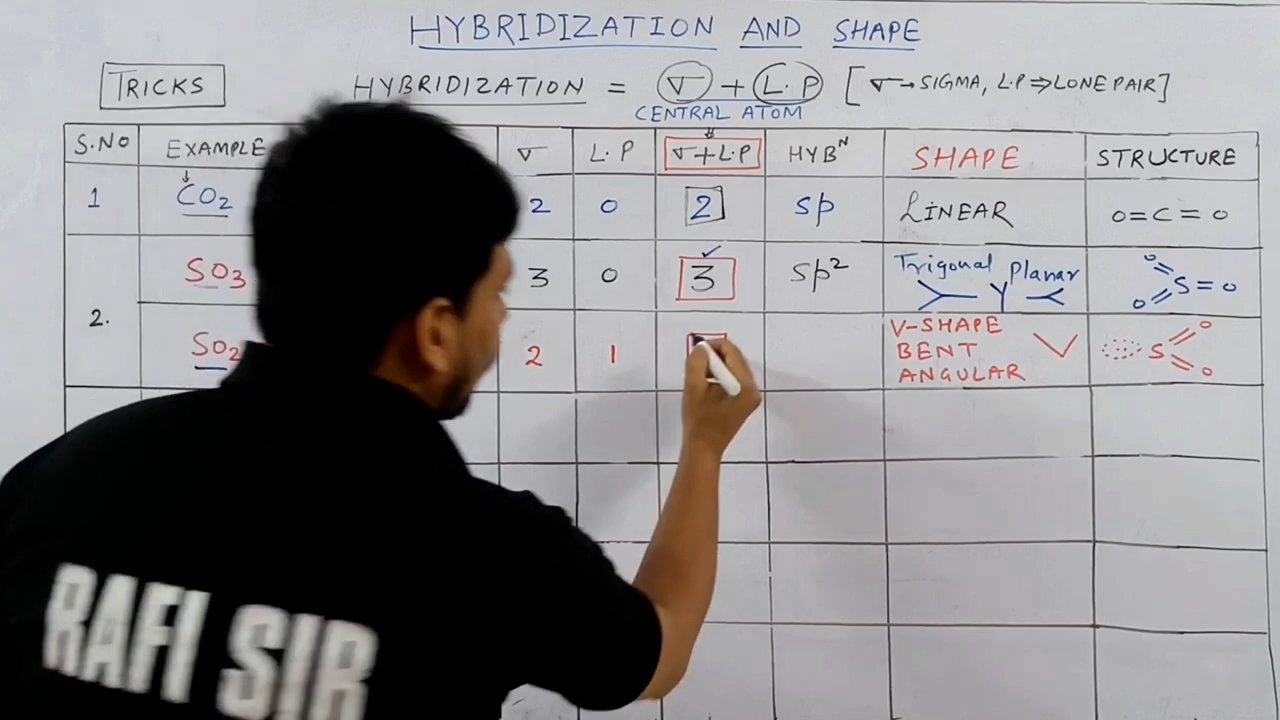 HYBRIDIZATION AND SHAPE
TRICKS
HYBRIDIZATION = σ + L.P [σ→SIGMA, L.P⇒LONE PAIR]
CENTRAL ATOM
S.NO EXAMPLE σ L.P σ+L.P HYBᴺ SHAPE STRUCTURE
1 CO₂ 2 0 2 sp LINEAR O=C=O
2. SO₃ 3 0 3 sp² Trigonal planar O O S=O
SO₂ 2 1 V-SHAPE BENT ANGULAR S O O
RAFI SIR